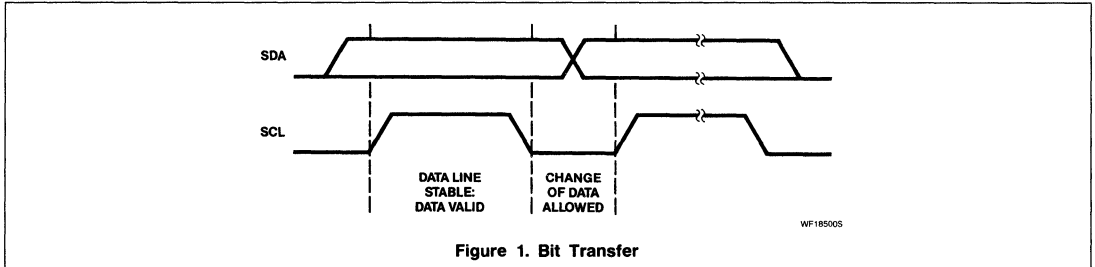 SDA
SCL
DATA LINE
STABLE:
DATA VALID
CHANGE
OF DATA
ALLOWED
WF18500S
Figure 1. Bit Transfer